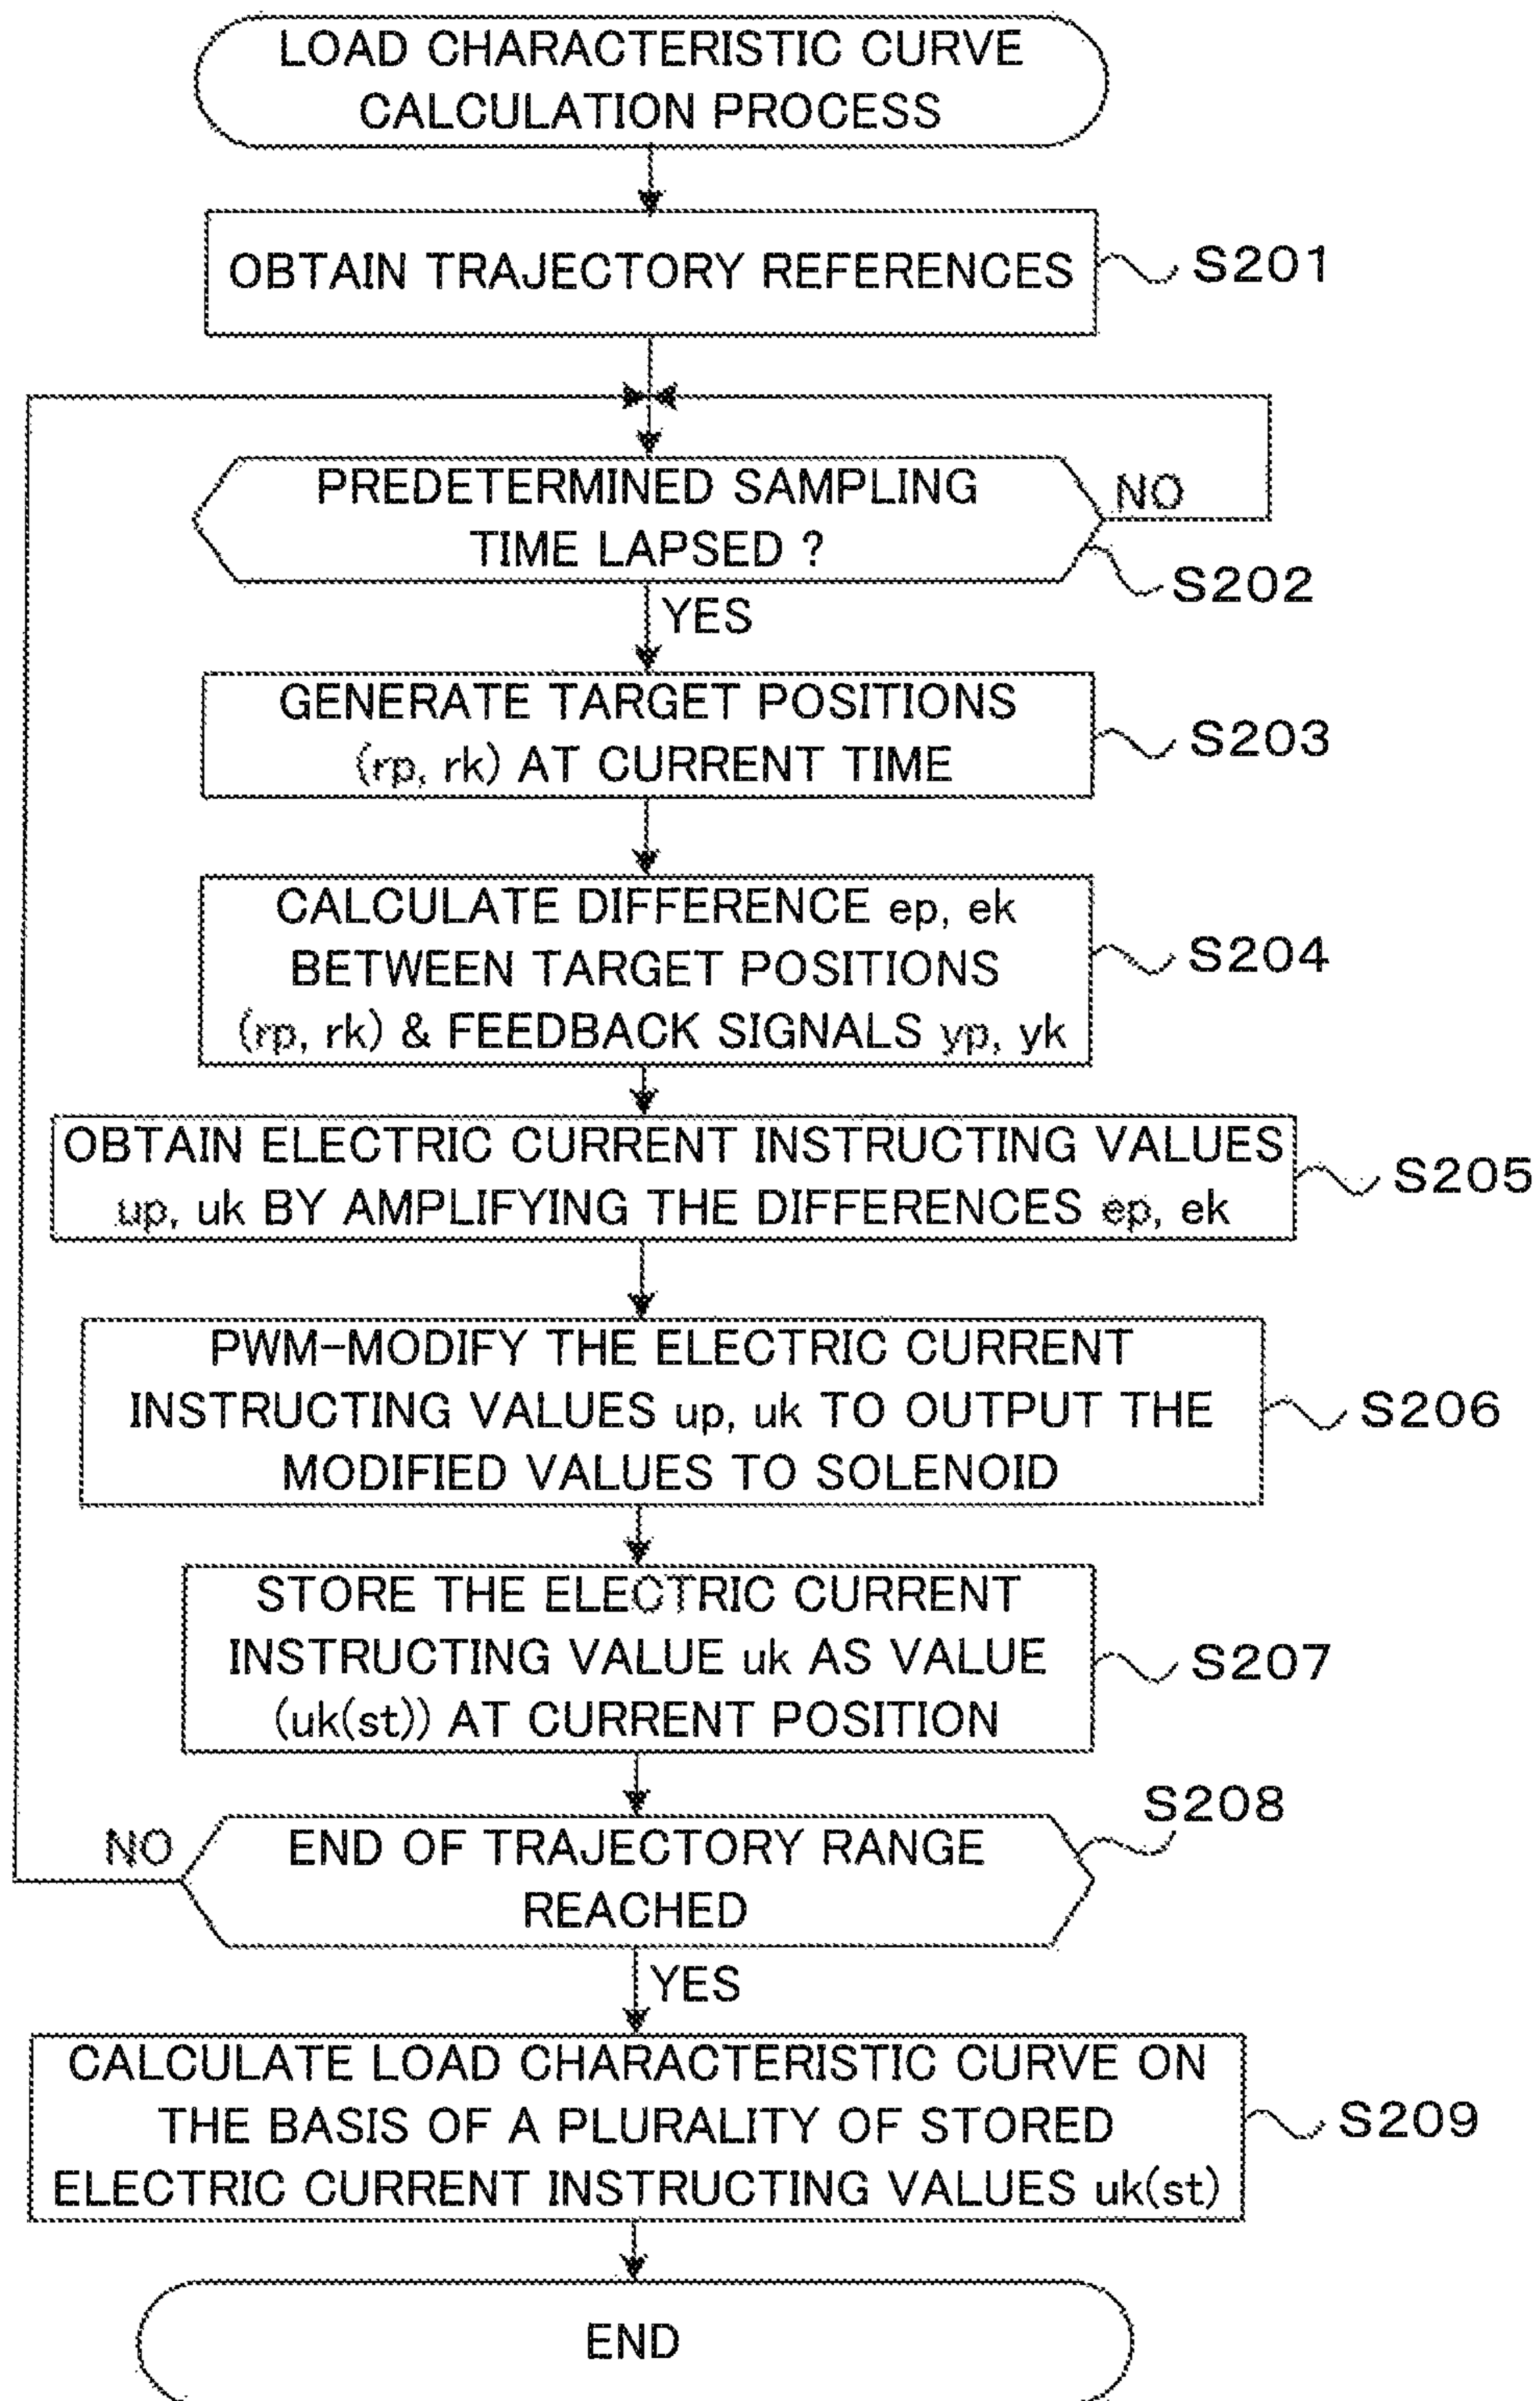 LOAD CHARACTERISTIC CURVE
CALCULATION PROCESS
OBTAIN TRAJECTORY REFERENCES
S201
PREDETERMINED SAMPLING
TIME LAPSED ?
NO
S202
YES
GENERATE TARGET POSITIONS
(rp, rk) AT CURRENT TIME
S203
CALCULATE DIFFERENCE ep, ek
BETWEEN TARGET POSITIONS
(rp, rk) & FEEDBACK SIGNALS yp, yk
S204
OBTAIN ELECTRIC CURRENT INSTRUCTING VALUES
up, uk BY AMPLIFYING THE DIFFERENCES ep, ek
S205
PWM-MODIFY THE ELECTRIC CURRENT
INSTRUCTING VALUES up, uk TO OUTPUT THE
MODIFIED VALUES TO SOLENOID
S206
STORE THE ELECTRIC CURRENT
INSTRUCTING VALUE uk AS VALUE
(uk(st)) AT CURRENT POSITION
S207
S208
NO
END OF TRAJECTORY RANGE
REACHED
YES
CALCULATE LOAD CHARACTERISTIC CURVE ON
THE BASIS OF A PLURALITY OF STORED
ELECTRIC CURRENT INSTRUCTING VALUES uk(st)
S209
END